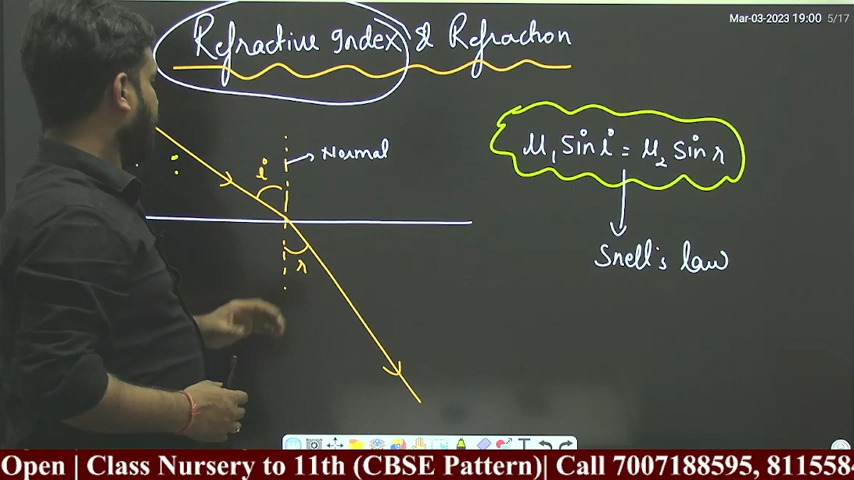 Mar-03-2023 19:00 5/17
Refractive Index & Refraction
Normal
i
r
μ₁ Sin i = μ₂ Sin r
Snell's law
Open | Class Nursery to 11th (CBSE Pattern)| Call 7007188595, 811558